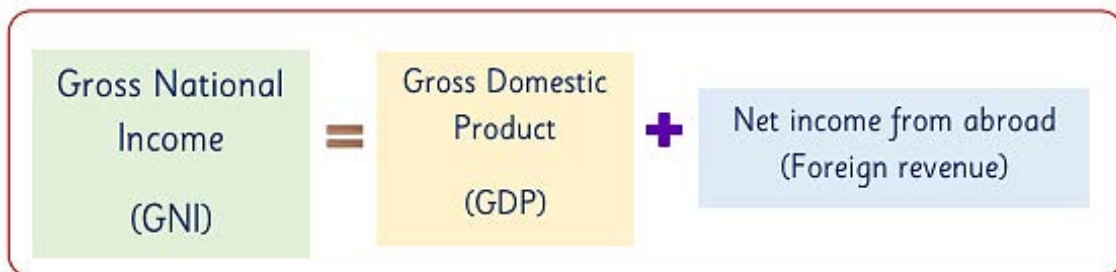 Gross National
Income
(GNI)
=
Gross Domestic
Product
(GDP)
+
Net income from abroad
(Foreign revenue)